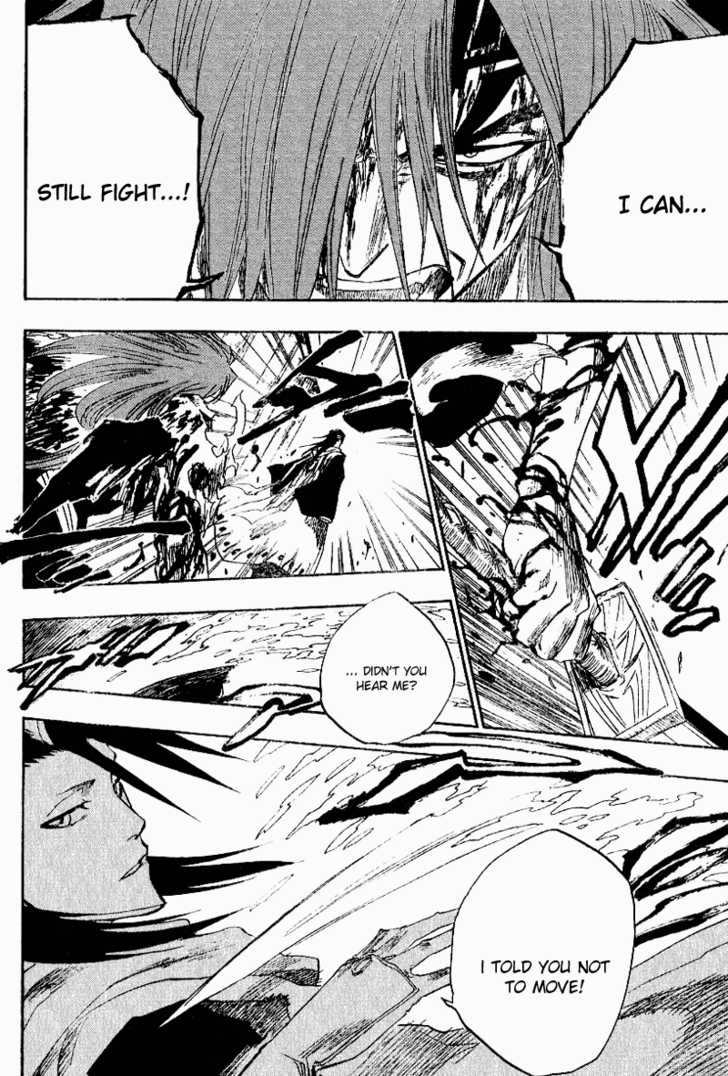 I CAN...
STILL FIGHT...!
... DIDN'T YOU
HEAR ME?
I TOLD YOU NOT
TO MOVE!